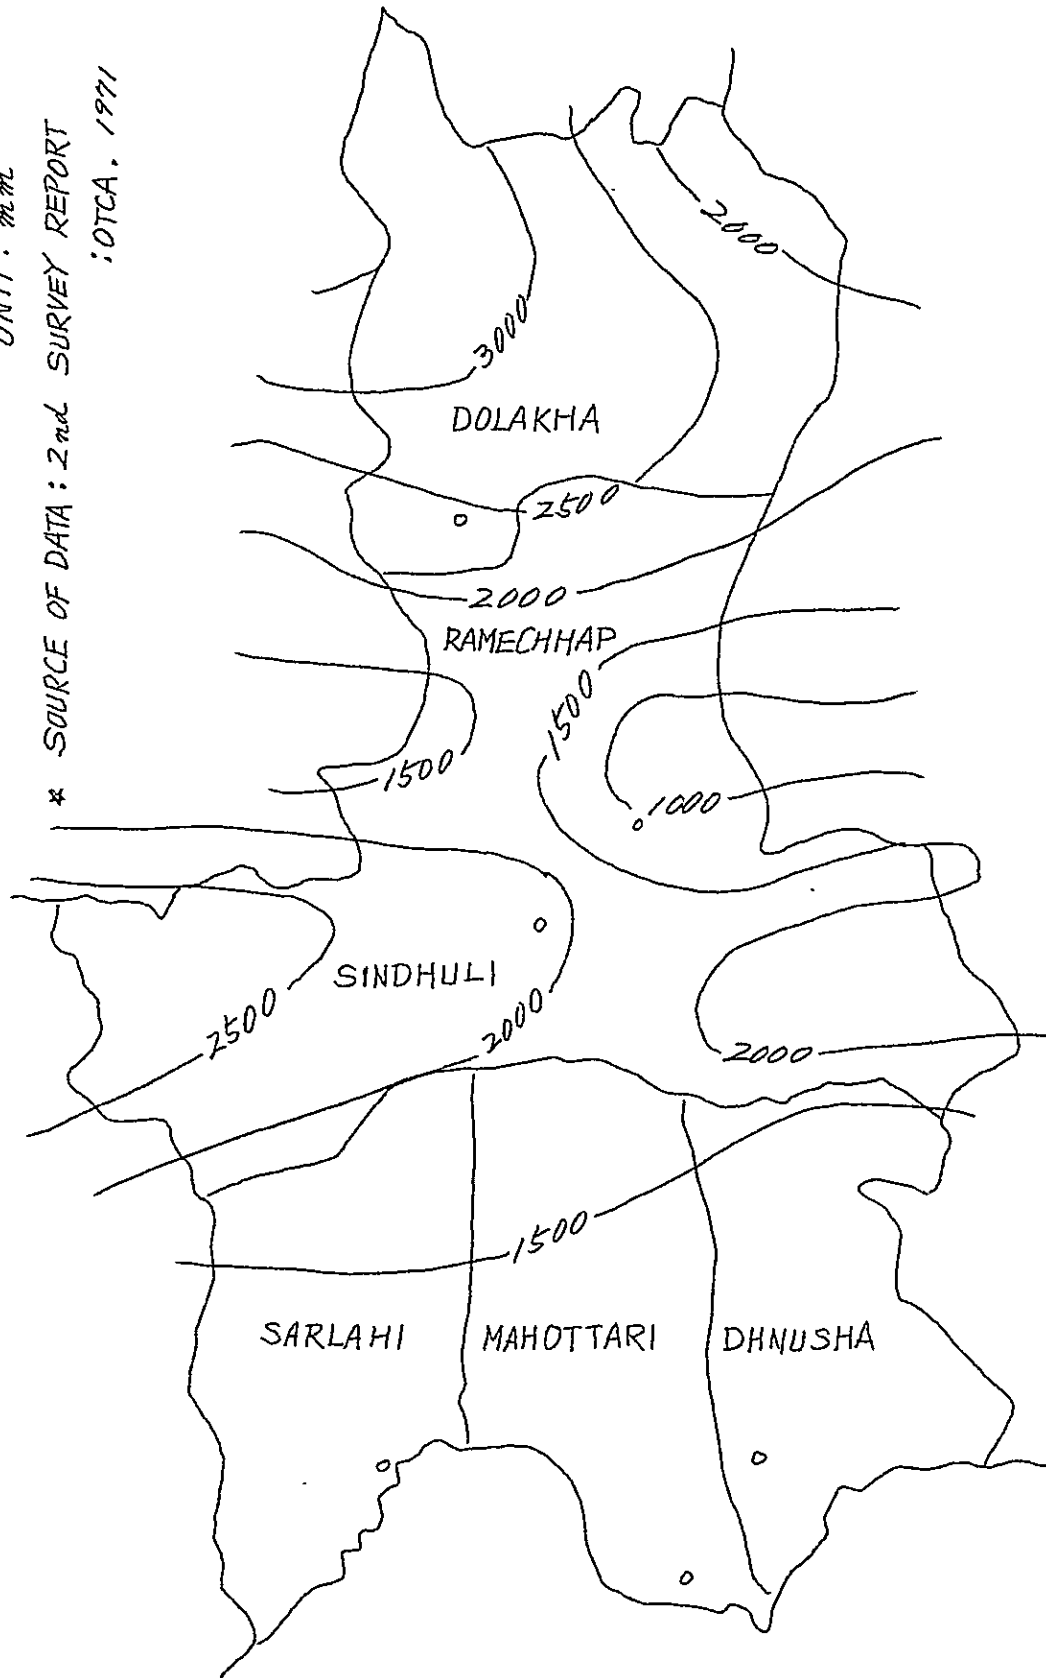 UNIT: mm
* SOURCE OF DATA: 2nd SURVEY REPORT
:OTCA. 1971
2000
3000
DOLAKHA
2500
2000
RAMECHHAP
1500
1500
1000
SINDHULI
2500
2000
2000
1500
SARLAHI
MAHOTTARI
DHNUSHA